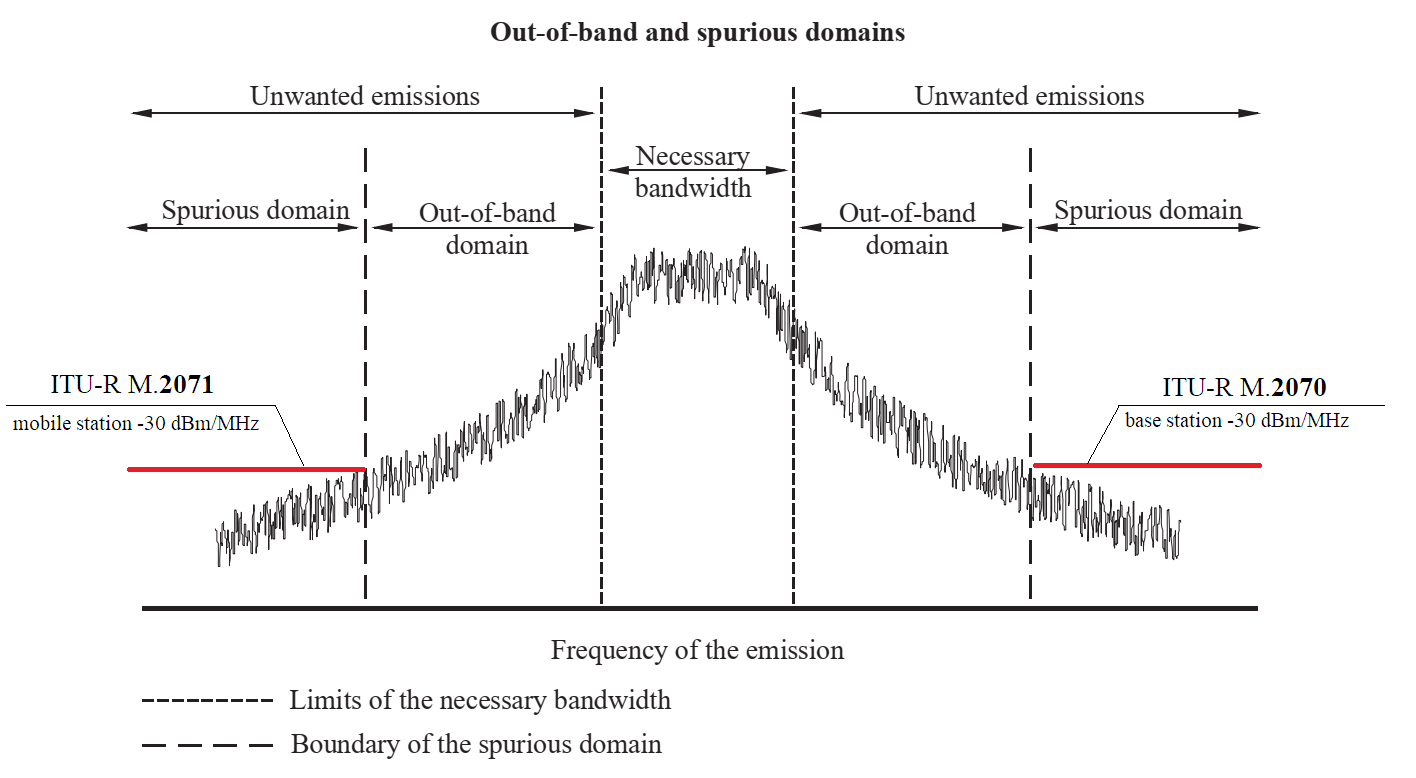 Out-of-band and spurious domains
Unwanted emissions
Unwanted emissions
Necessary
bandwidth
Spurious domain
Out-of-band
domain
Out-of-band
domain
Spurious domain
ITU-R M.2071
mobile station -30 dBm/MHz
ITU-R M.2070
base station -30 dBm/MHz
Frequency of the emission
Limits of the necessary bandwidth
Boundary of the spurious domain